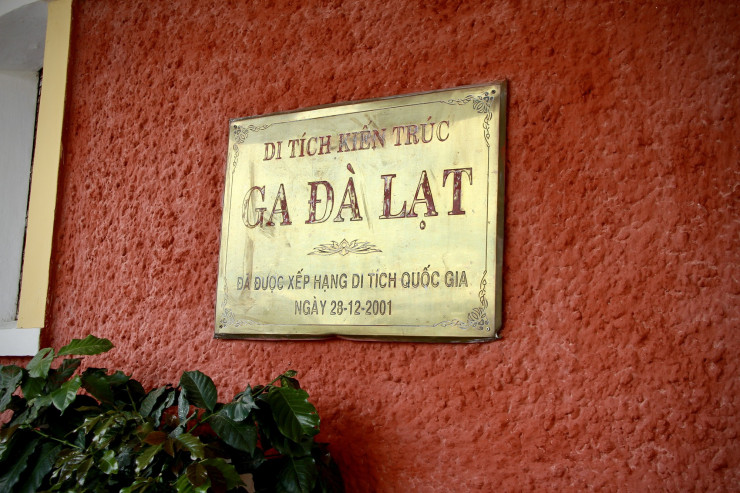 DI TÍCH KIẾN TRÚC
GA ĐÀ LẠT
ĐÃ ĐƯỢC XẾP HẠNG DI TÍCH QUỐC GIA
NGÀY 28-12-2001